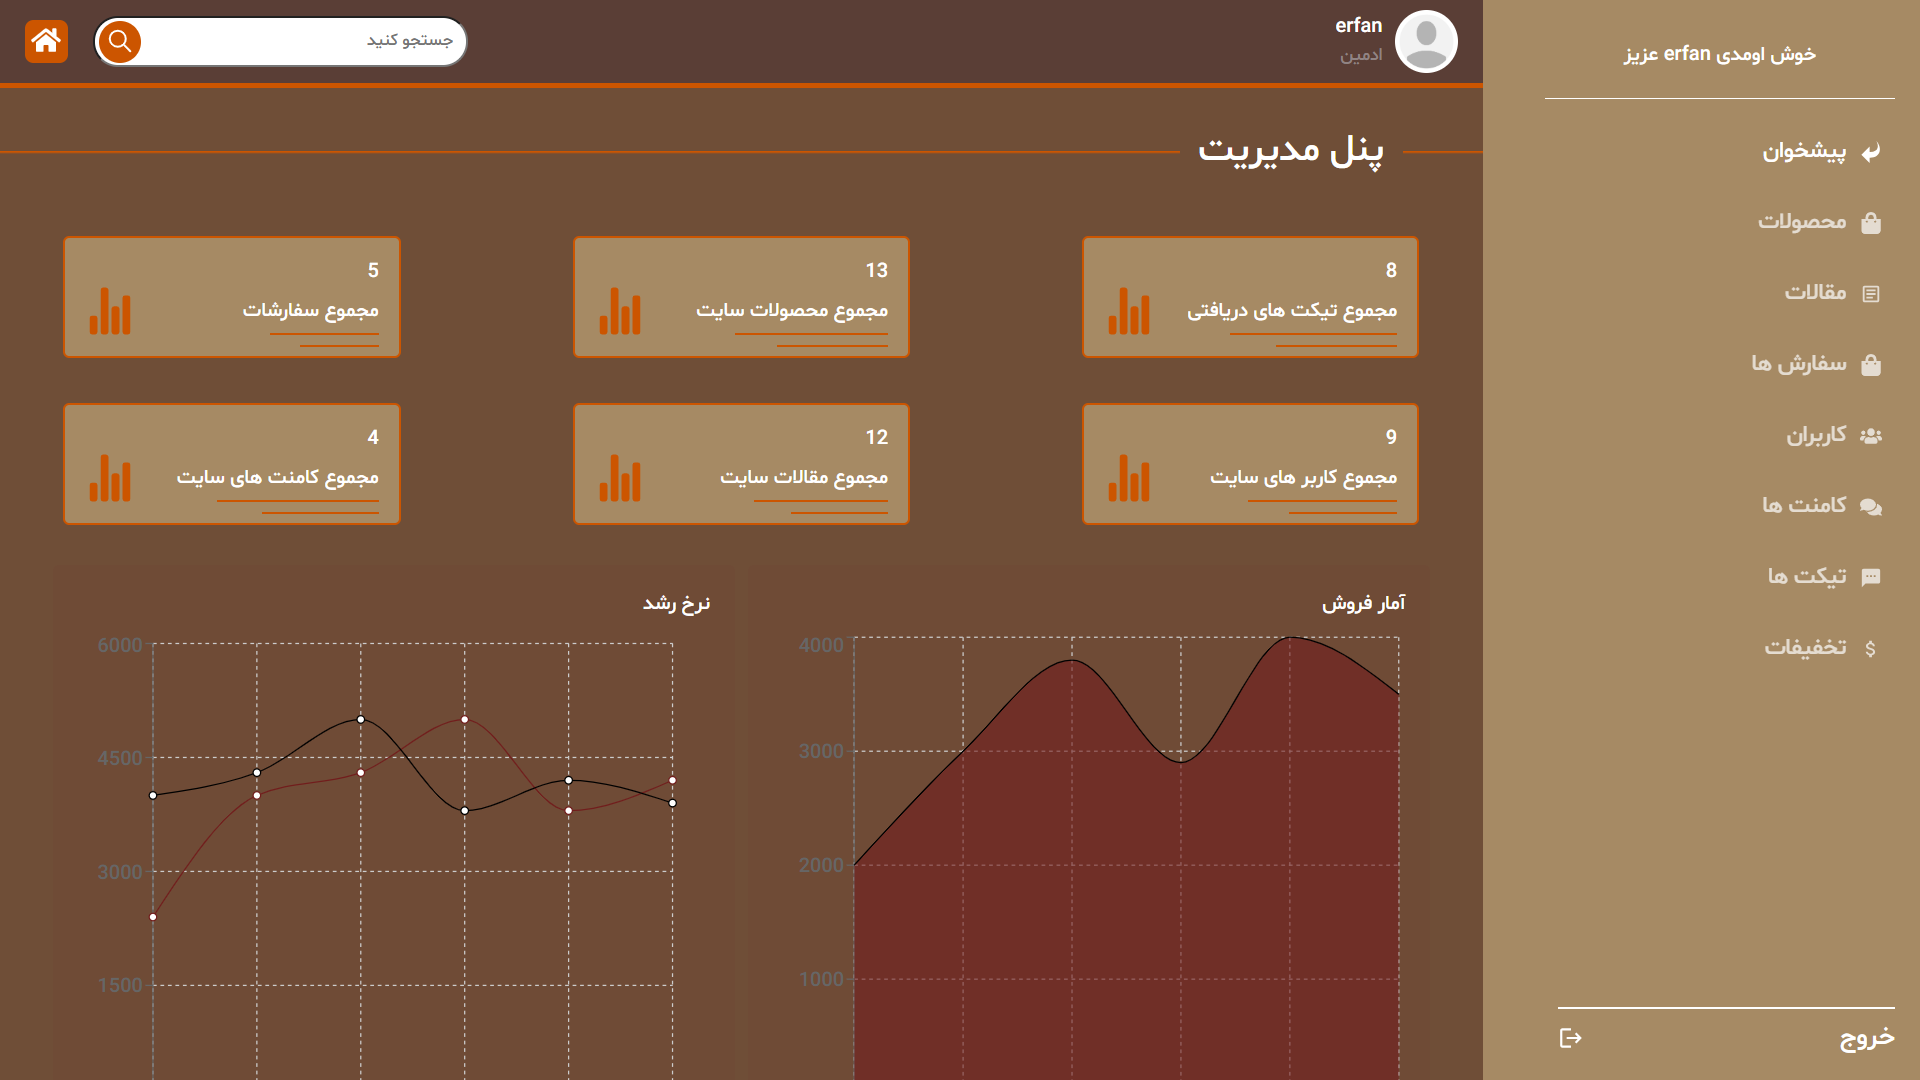 خوش اومدی erfan عزیز
پیشخوان
محصولات
مقالات
سفارش ها
کاربران
کامنت ها
تیکت ها
تخفیفات
خروج
erfan
ادمین
جستجو کنید
پنل مدیریت
8
مجموع تیکت های دریافتی
13
مجموع محصولات سایت
5
مجموع سفارشات
9
مجموع کاربر های سایت
12
مجموع مقالات سایت
4
مجموع کامنت های سایت
آمار فروش
4000
3000
2000
1000
نرخ رشد
6000
4500
3000
1500